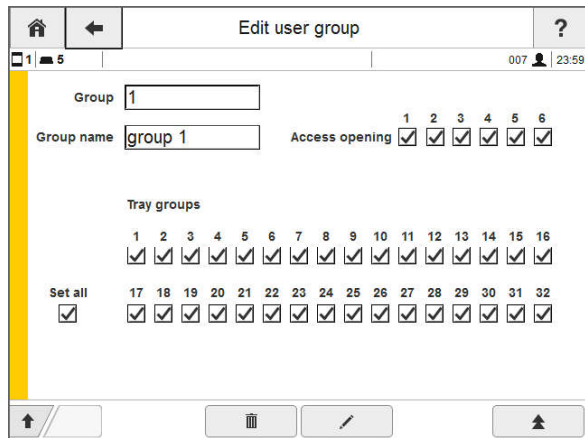 Edit user group
?
1 5 007 23:59
Group 1
1 2 3 4 5 6
Group name group 1 Access opening
Tray groups
1 2 3 4 5 6 7 8 9 10 11 12 13 14 15 16
Set all 17 18 19 20 21 22 23 24 25 26 27 28 29 30 31 32